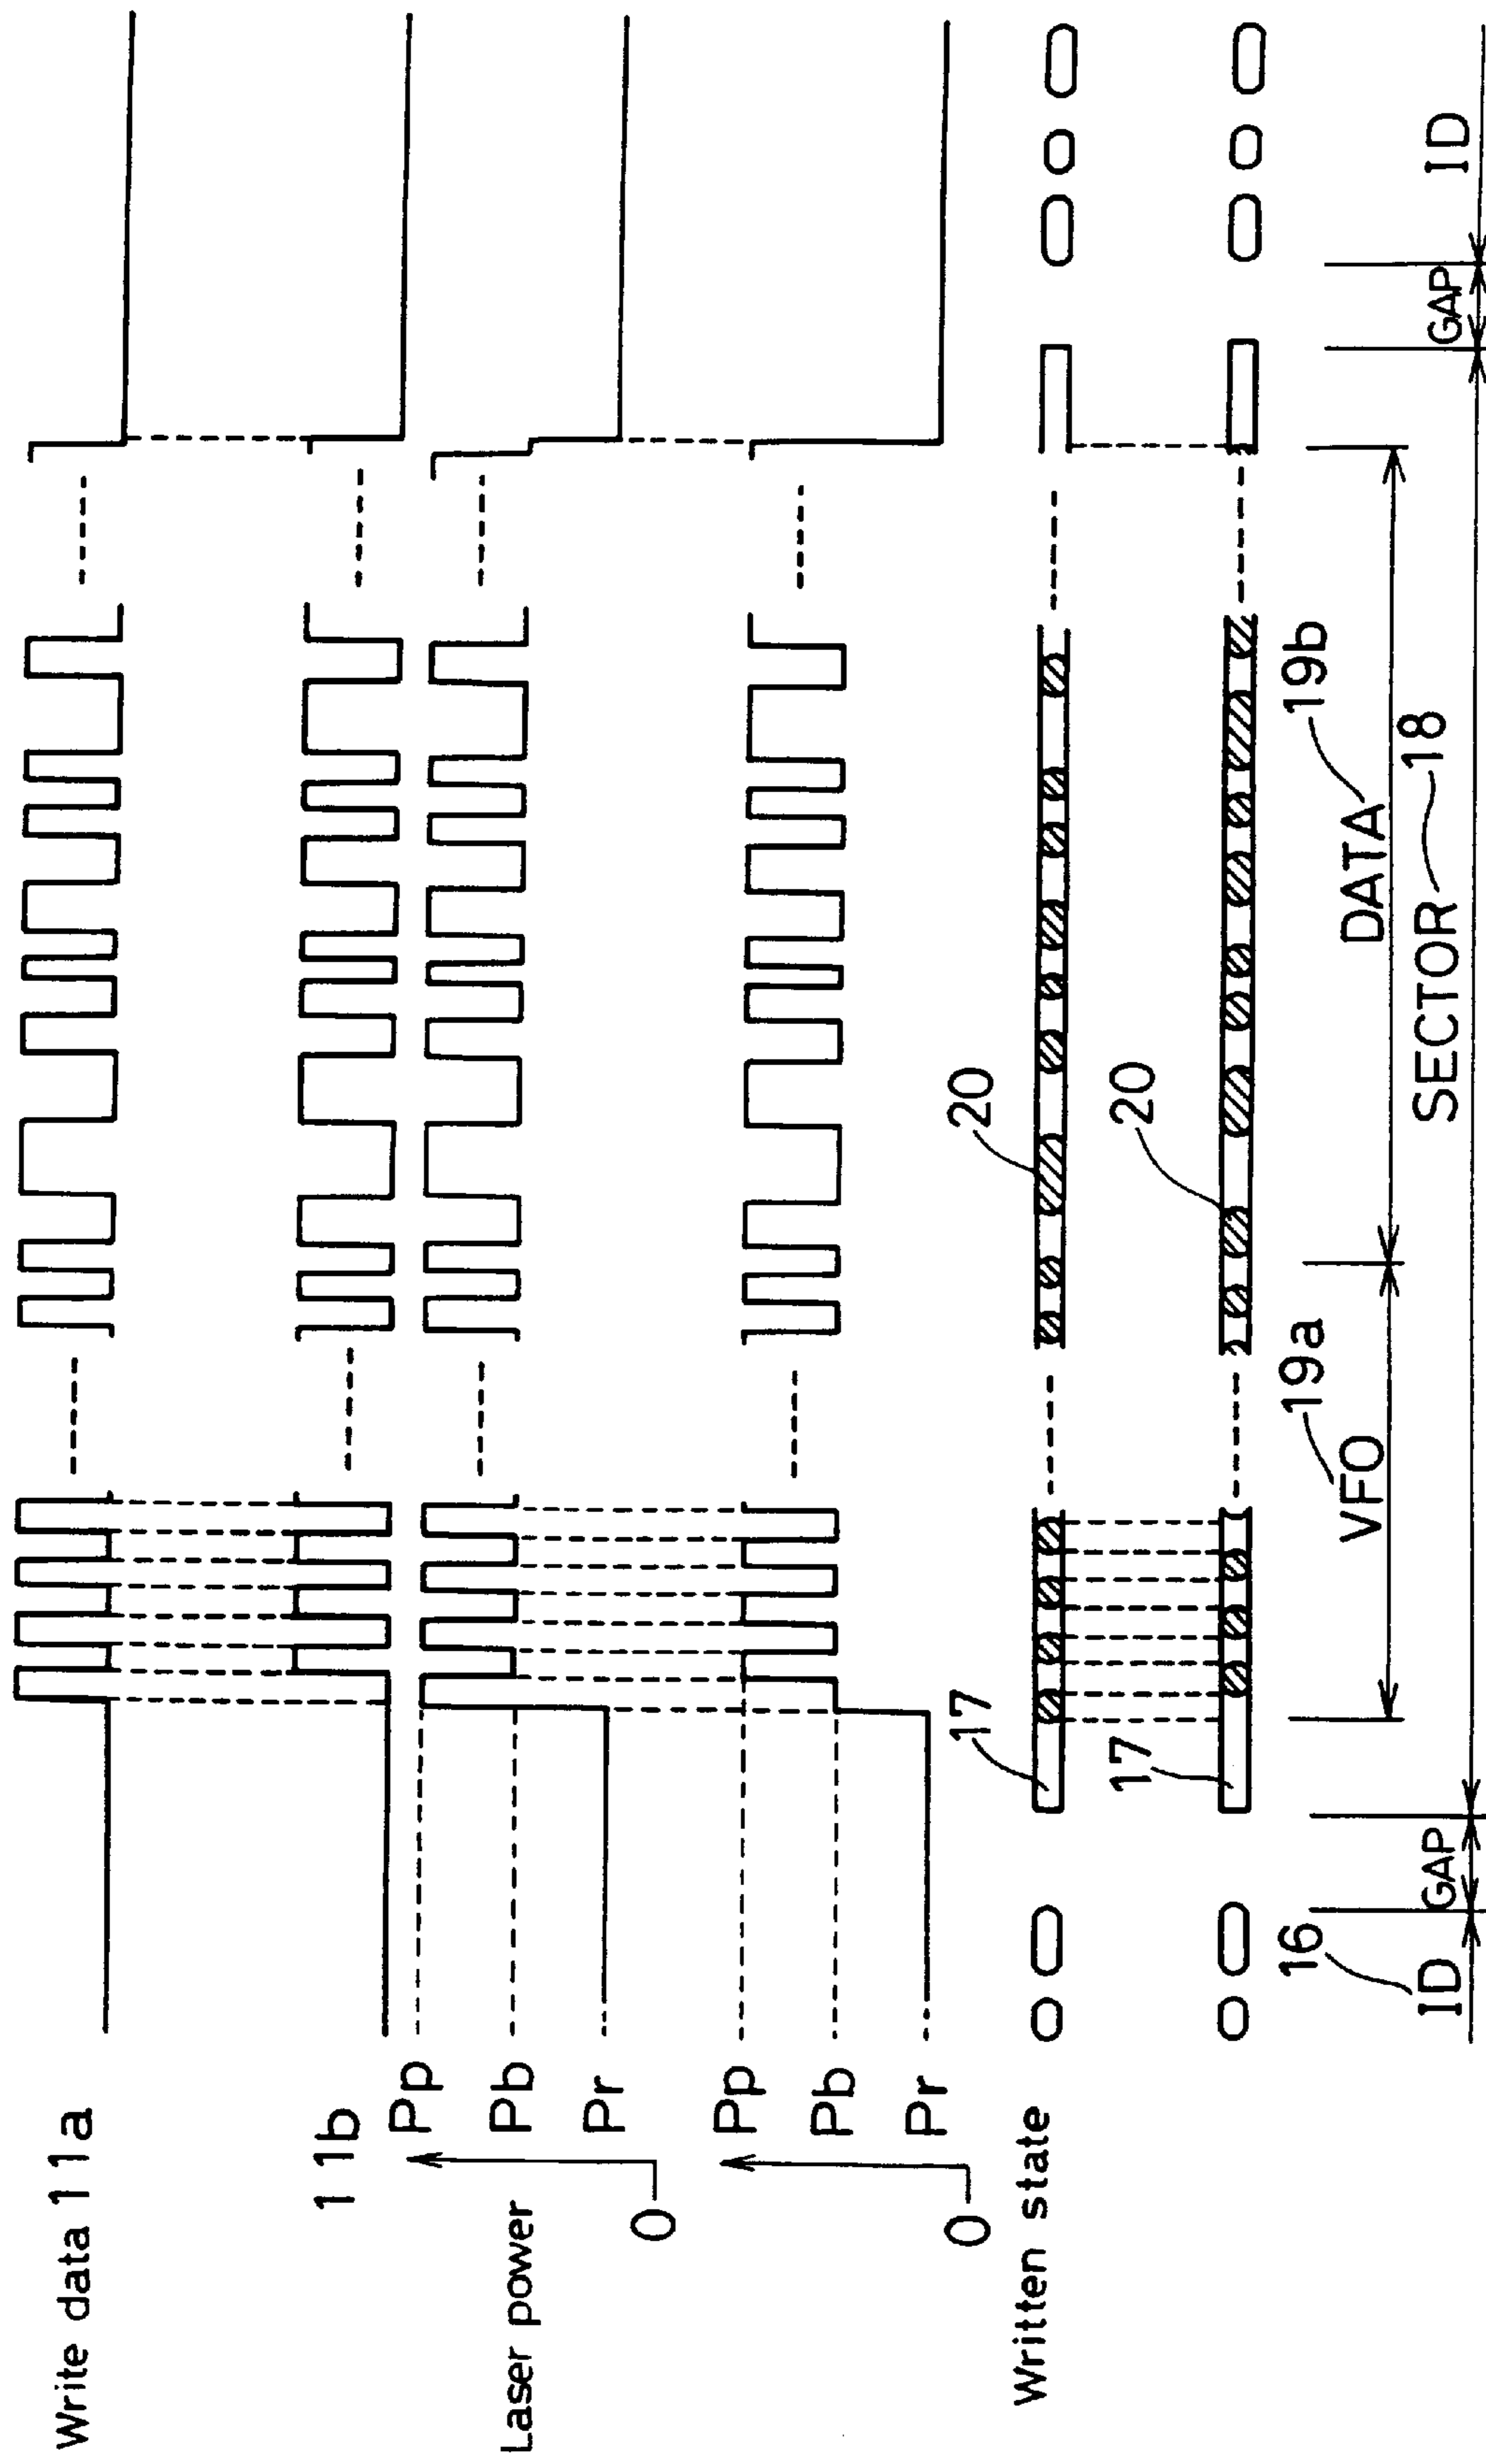 Write data 11a
11b
Pp
Pb
Pr
Laser power
0
Pp
Pb
Pr
0
Written state
17
20
17
20
16
19a
19b
VFO
DATA
ID
GAP
SECTOR
18
GAP
ID